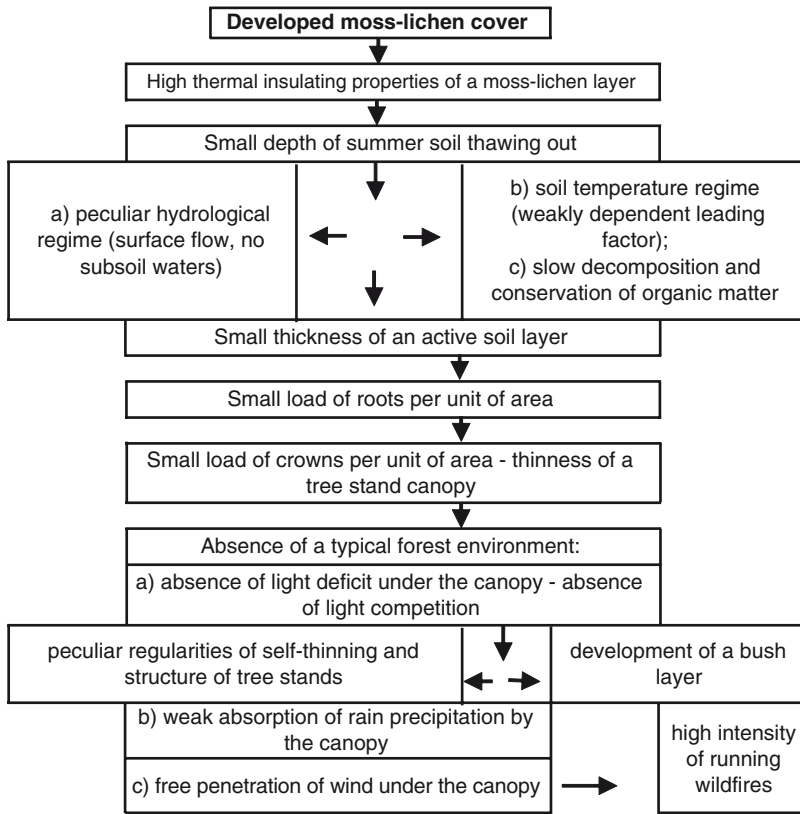 Developed moss-lichen cover
High thermal insulating properties of a moss-lichen layer
Small depth of summer soil thawing out
a) peculiar hydrological
regime (surface flow, no
subsoil waters)
b) soil temperature regime
(weakly dependent leading
factor);
c) slow decomposition and
conservation of organic matter
Small thickness of an active soil layer
Small load of roots per unit of area
Small load of crowns per unit of area - thinness of a
tree stand canopy
Absence of a typical forest environment:
a) absence of light deficit under the canopy - absence
of light competition
peculiar regularities of self-thinning and
structure of tree stands
development of a bush
layer
b) weak absorption of rain precipitation by
the canopy
c) free penetration of wind under the canopy
high intensity
of running
wildfires